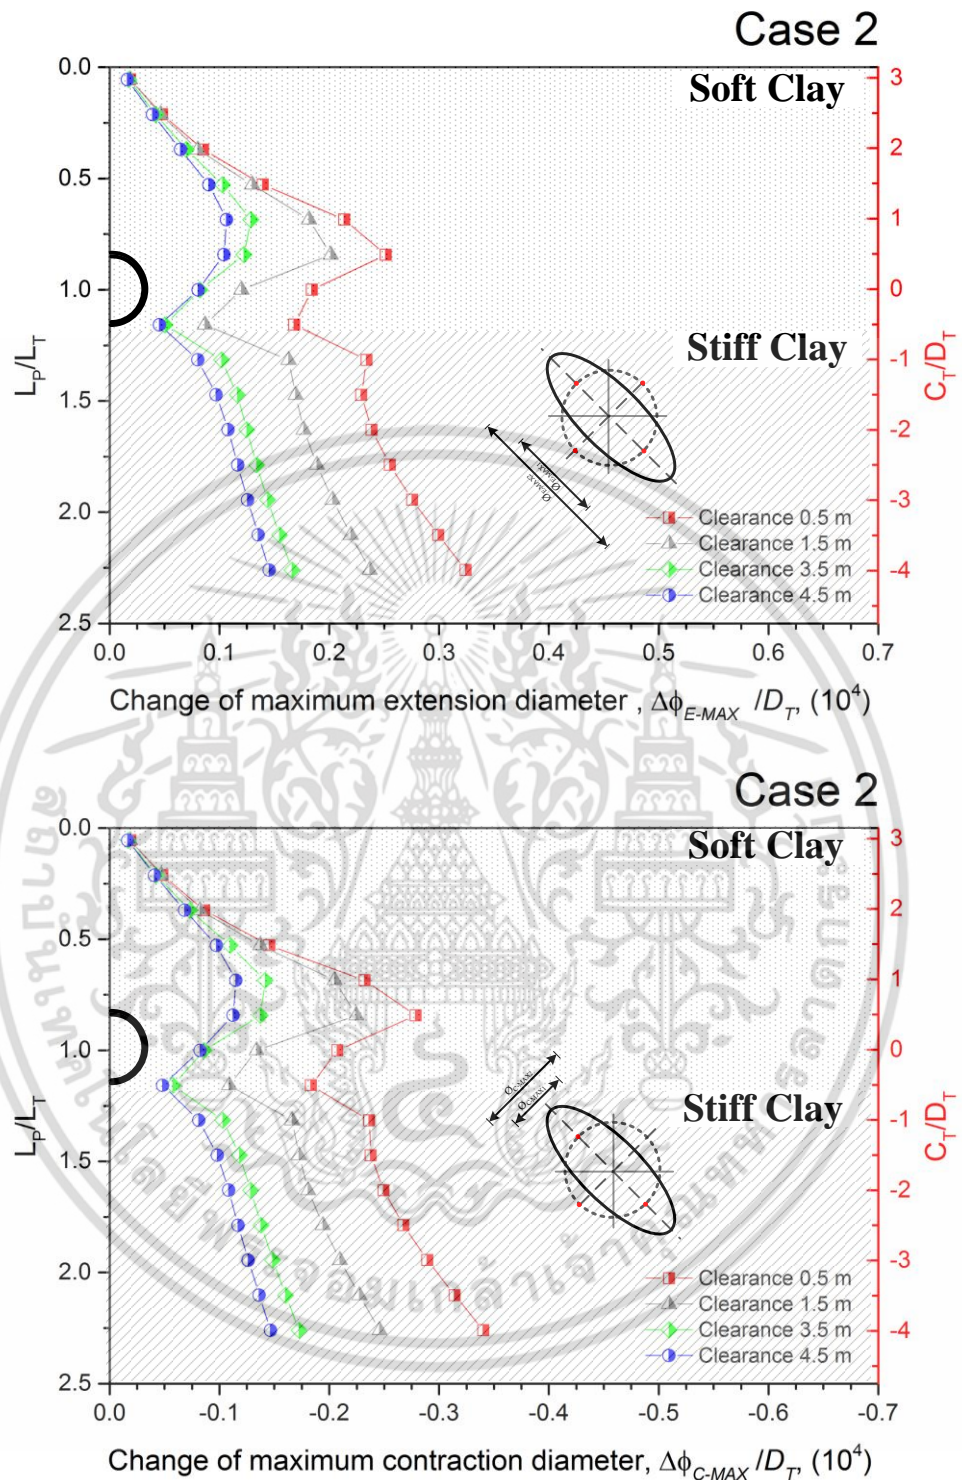 Case 2
0.0
0.5
1.0
1.5
2.0
2.5
L_P/L_T
Soft Clay
Stiff Clay
3
2
1
0
-1
-2
-3
-4
C_T/D_T
Ø_EMAX1
Ø_EMAX2
Clearance 0.5 m
Clearance 1.5 m
Clearance 3.5 m
Clearance 4.5 m
0.0 0.1 0.2 0.3 0.4 0.5 0.6 0.7
Change of maximum extension diameter , Δϕ_E-MAX /D_T, (10⁴)
Case 2
0.0
0.5
1.0
1.5
2.0
2.5
L_P/L_T
Soft Clay
Stiff Clay
3
2
1
0
-1
-2
-3
-4
C_T/D_T
Ø_CMAX2
Ø_CMAX1
Clearance 0.5 m
Clearance 1.5 m
Clearance 3.5 m
Clearance 4.5 m
0.0 -0.1 -0.2 -0.3 -0.4 -0.5 -0.6 -0.7
Change of maximum contraction diameter, Δϕ_C-MAX /D_T, (10⁴)